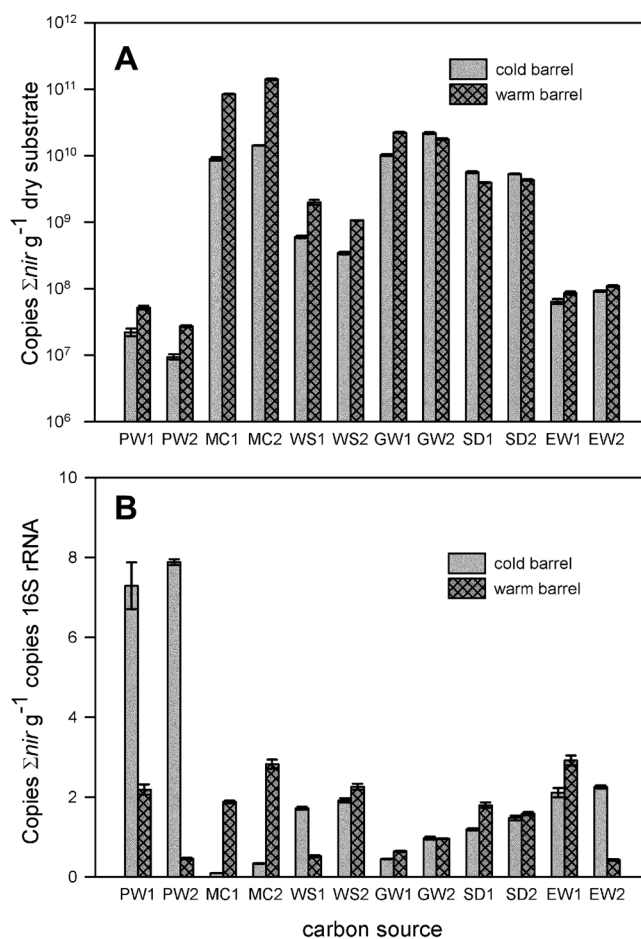 A
cold barrel
warm barrel
Copies Σnir g⁻¹ dry substrate
10¹²
10¹¹
10¹⁰
10⁹
10⁸
10⁷
10⁶
PW1 PW2 MC1 MC2 WS1 WS2 GW1 GW2 SD1 SD2 EW1 EW2
B
cold barrel
warm barrel
Copies Σnir g⁻¹ copies 16S rRNA
10
8
6
4
2
0
PW1 PW2 MC1 MC2 WS1 WS2 GW1 GW2 SD1 SD2 EW1 EW2
carbon source